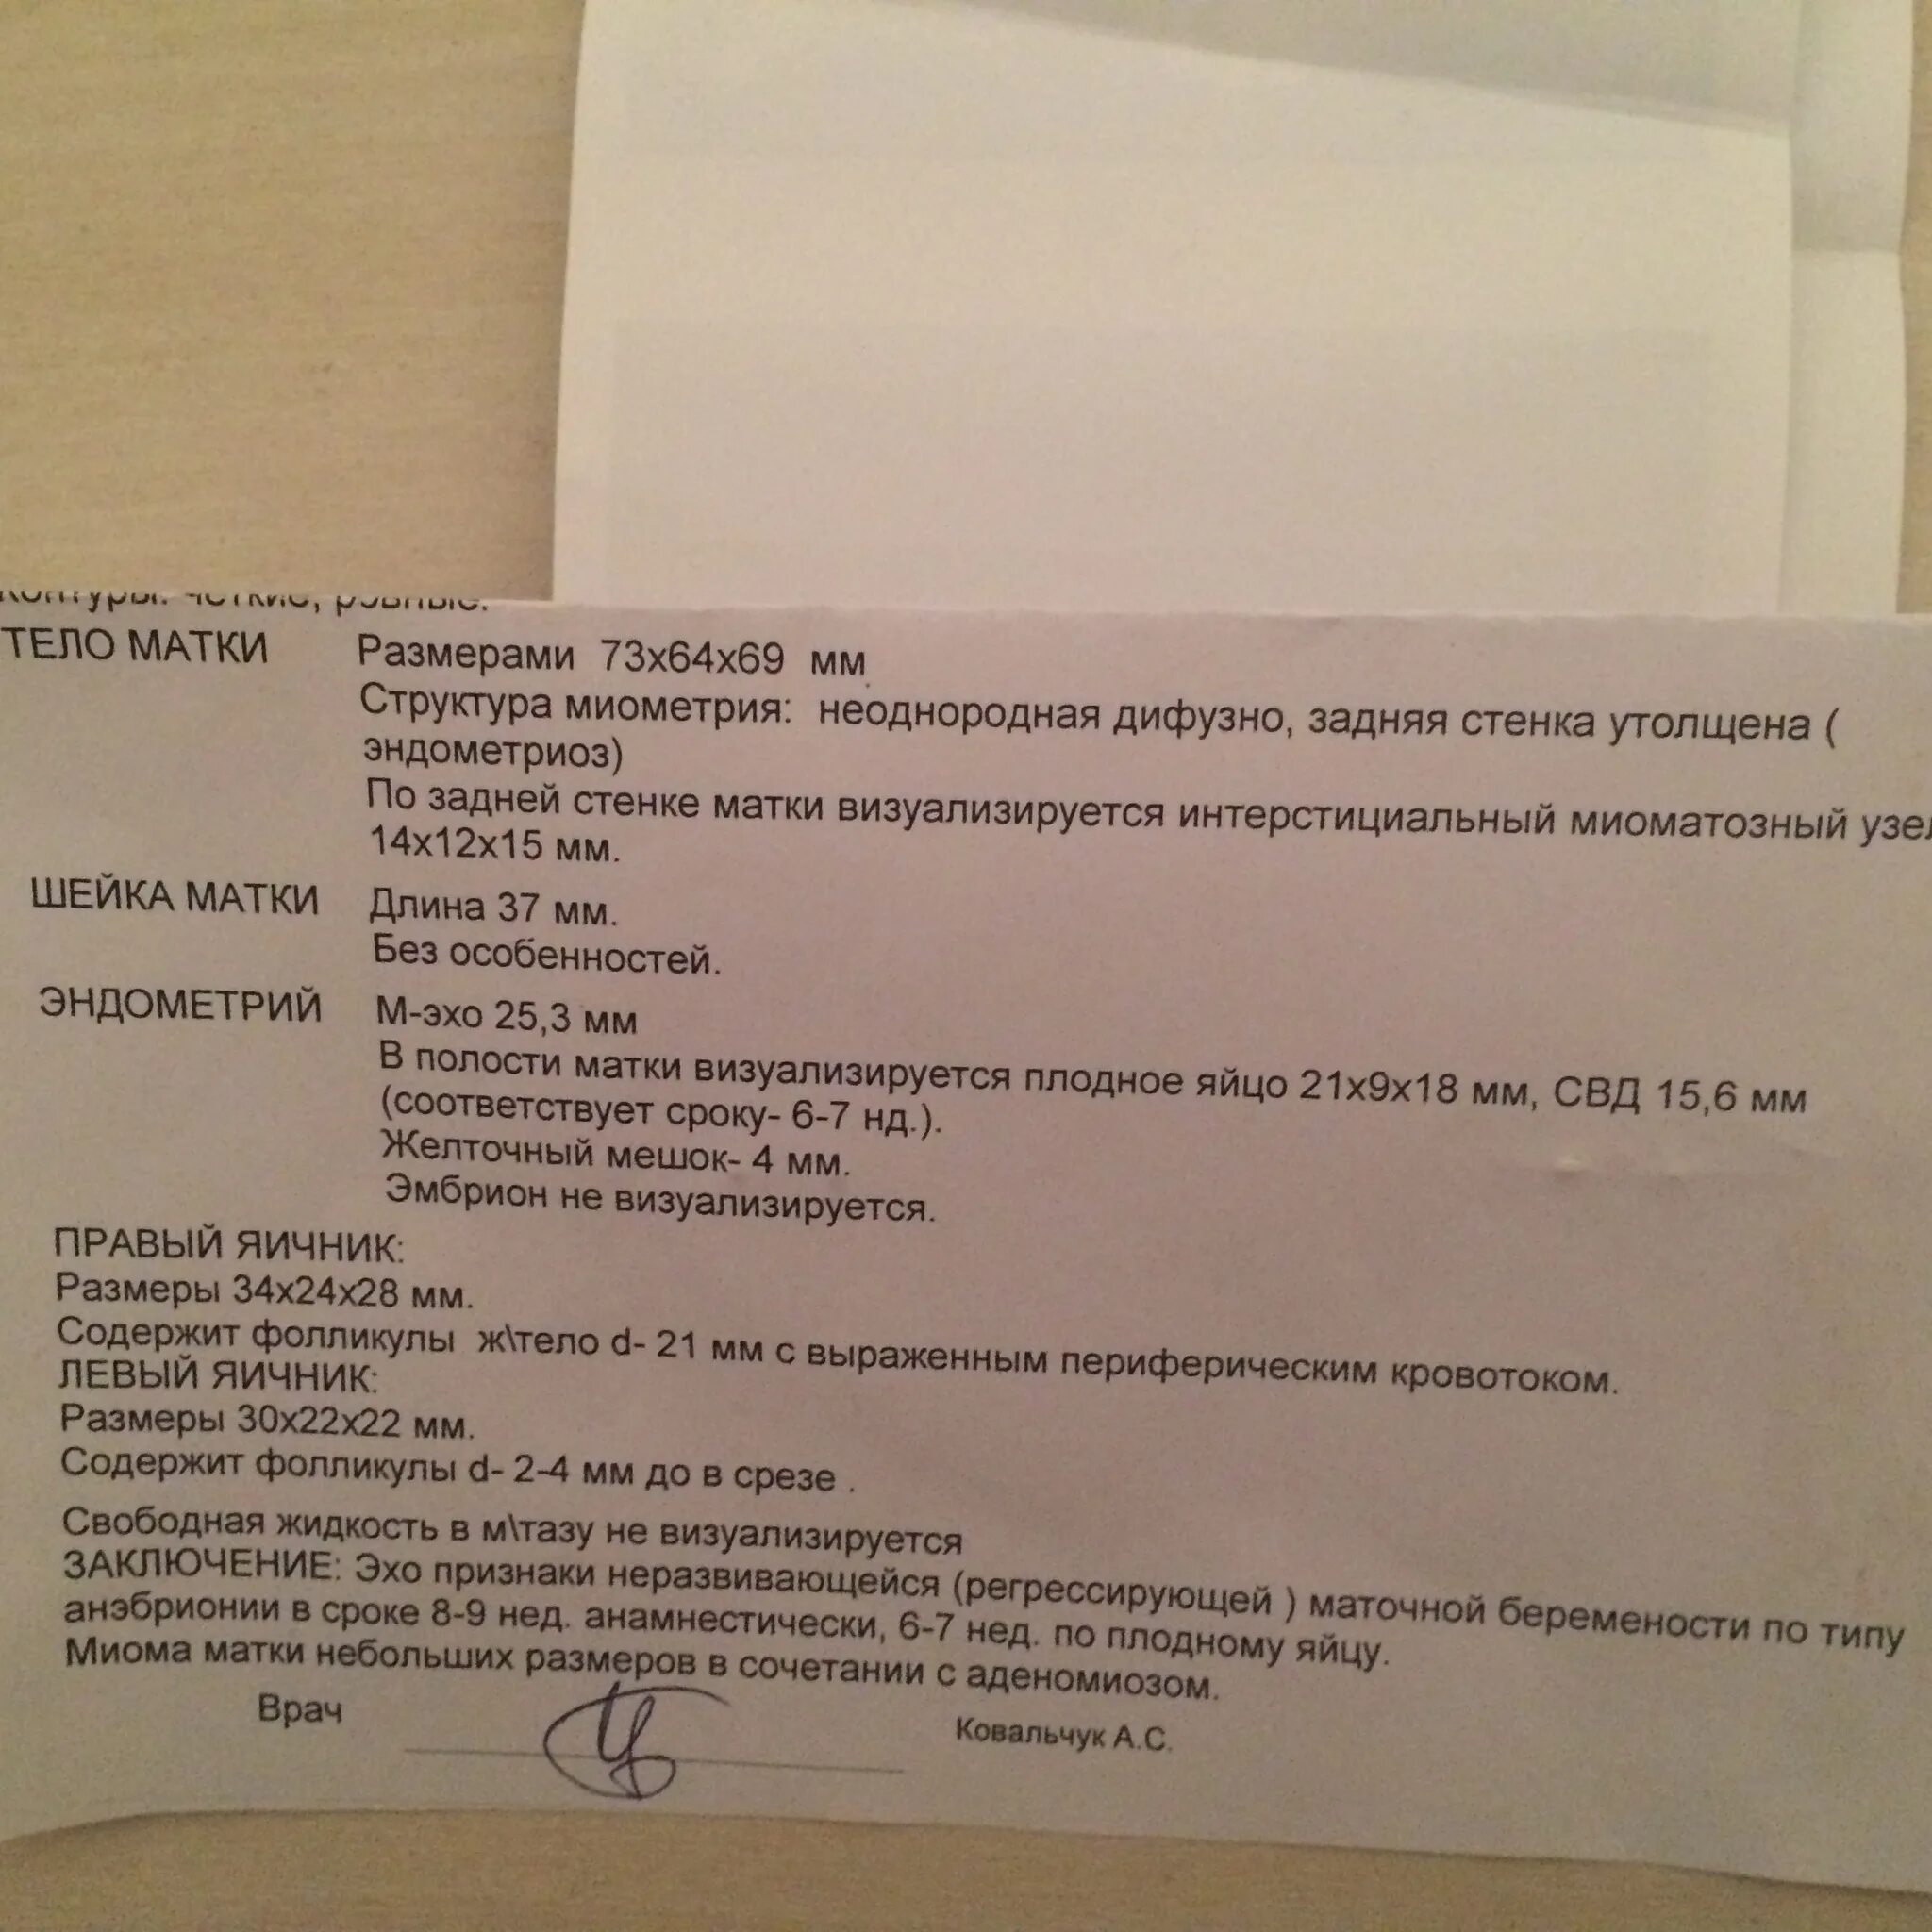 контуры: четкие, ровные.
ТЕЛО МАТКИ Размерами 73х64х69 мм
Структура миометрия: неоднородная дифузно, задняя стенка утолщена (
эндометриоз)
По задней стенке матки визуализируется интерстициальный миоматозный узел
14х12х15 мм.
ШЕЙКА МАТКИ Длина 37 мм.
Без особенностей.
ЭНДОМЕТРИЙ М-эхо 25,3 мм
В полости матки визуализируется плодное яйцо 21х9х18 мм, СВД 15,6 мм
(соответствует сроку- 6-7 нд.).
Желточный мешок- 4 мм.
Эмбрион не визуализируется.
ПРАВЫЙ ЯИЧНИК:
Размеры 34х24х28 мм.
Содержит фолликулы ж\тело d- 21 мм с выраженным периферическим кровотоком.
ЛЕВЫЙ ЯИЧНИК:
Размеры 30х22х22 мм.
Содержит фолликулы d- 2-4 мм до в срезе .
Свободная жидкость в м\тазу не визуализируется
ЗАКЛЮЧЕНИЕ: Эхо признаки неразвивающейся (регрессирующей ) маточной беремености по типу
анэбрионии в сроке 8-9 нед. анамнестически, 6-7 нед. по плодному яйцу.
Миома матки небольших размеров в сочетании с аденомиозом.
Врач Ковальчук А.С.